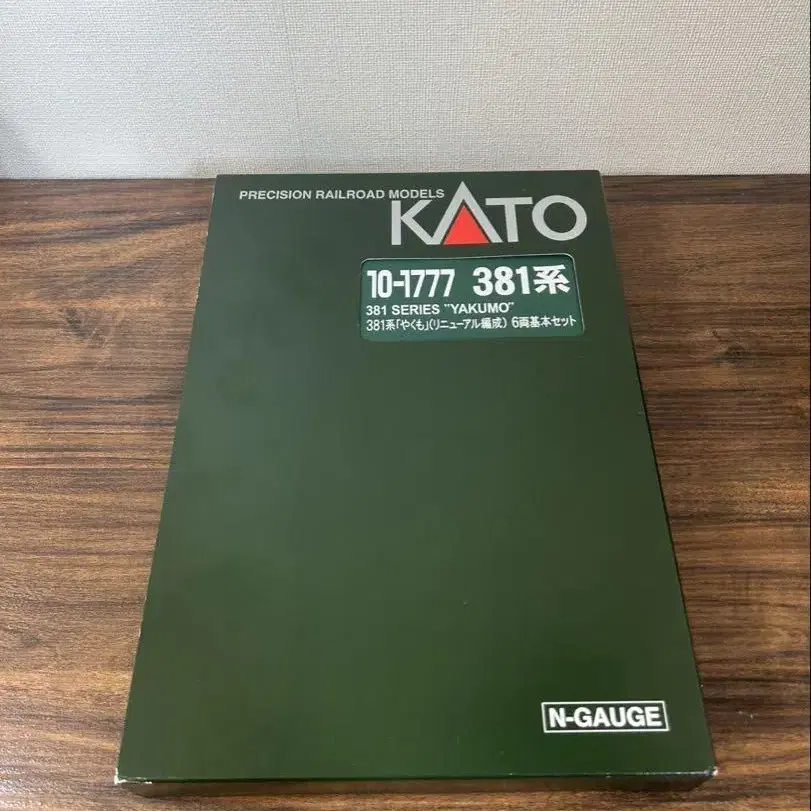 PRECISION RAILROAD MODELS
KATO
10-1777 381系
381 SERIES "YAKUMO"
381系「やくも」(リニューアル編成) 6両基本セット
N-GAUGE